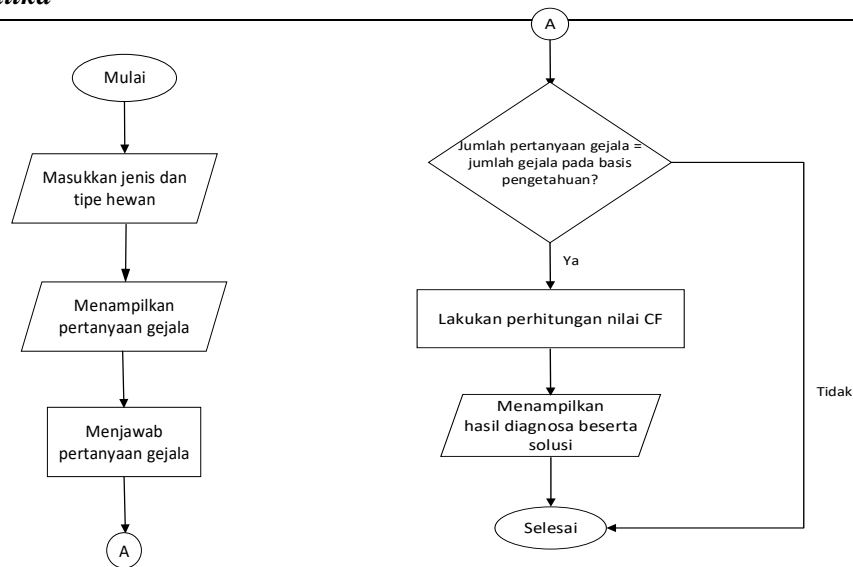 Mulai
Masukkan jenis dan
tipe hewan
Menampilkan
pertanyaan gejala
Menjawab
pertanyaan gejala
A
A
Jumlah pertanyaan gejala =
jumlah gejala pada basis
pengetahuan?
Ya
Lakukan perhitungan nilai CF
Menampilkan
hasil diagnosa beserta
solusi
Selesai
Tidak